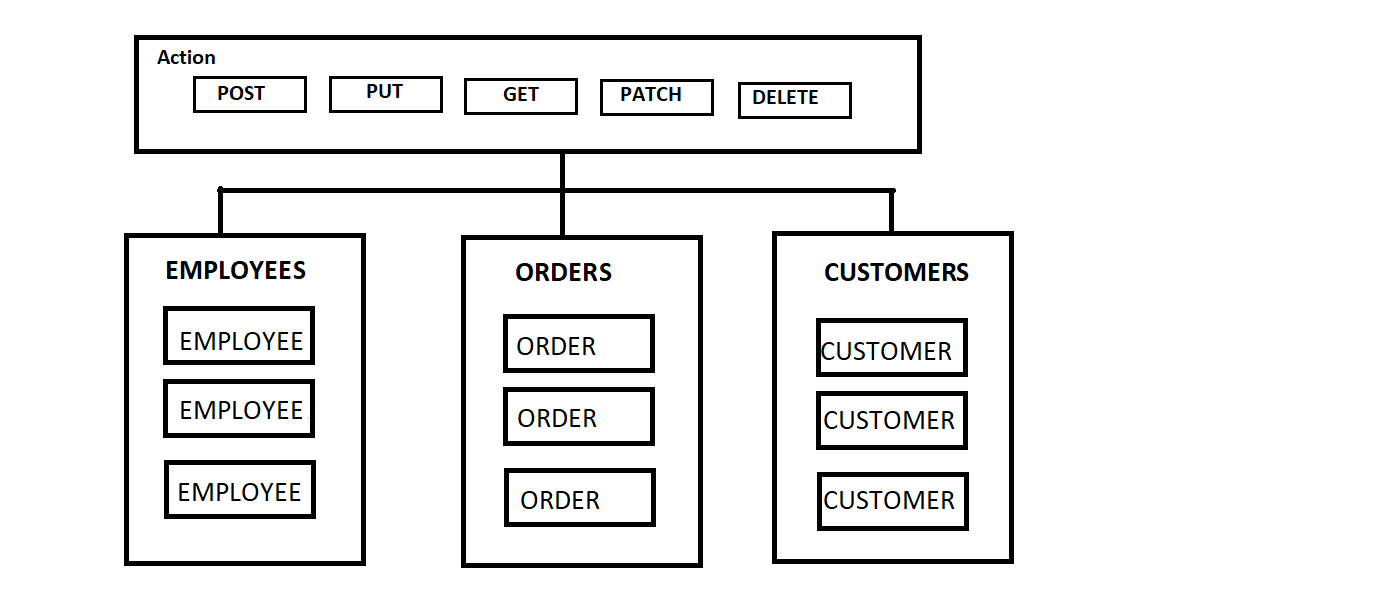 Action
POST
PUT
GET
PATCH
DELETE
EMPLOYEES
EMPLOYEE
EMPLOYEE
EMPLOYEE
ORDERS
ORDER
ORDER
ORDER
CUSTOMERS
CUSTOMER
CUSTOMER
CUSTOMER